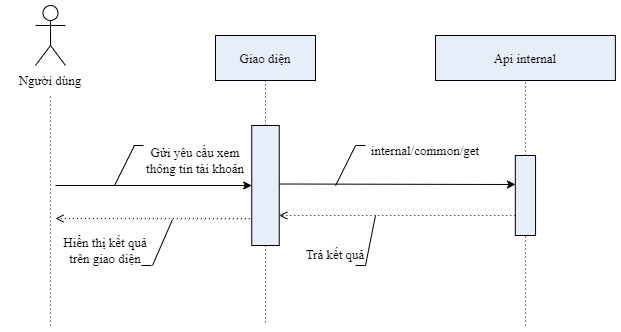 Giao diện
Api internal
Người dùng
Gửi yêu cầu xem
thông tin tài khoản
internal/common/get
Hiển thị kết quả
trên giao diện
Trả kết quả